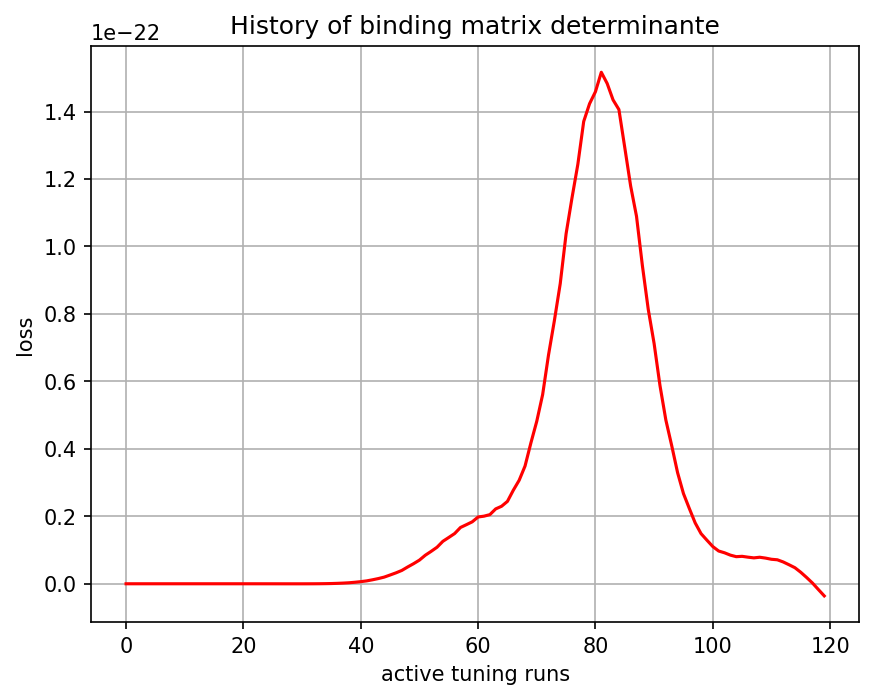 History of binding matrix determinante
1e−22
1.4
1.2
1.0
0.8
0.6
0.4
0.2
0.0
loss
0 20 40 60 80 100 120
active tuning runs